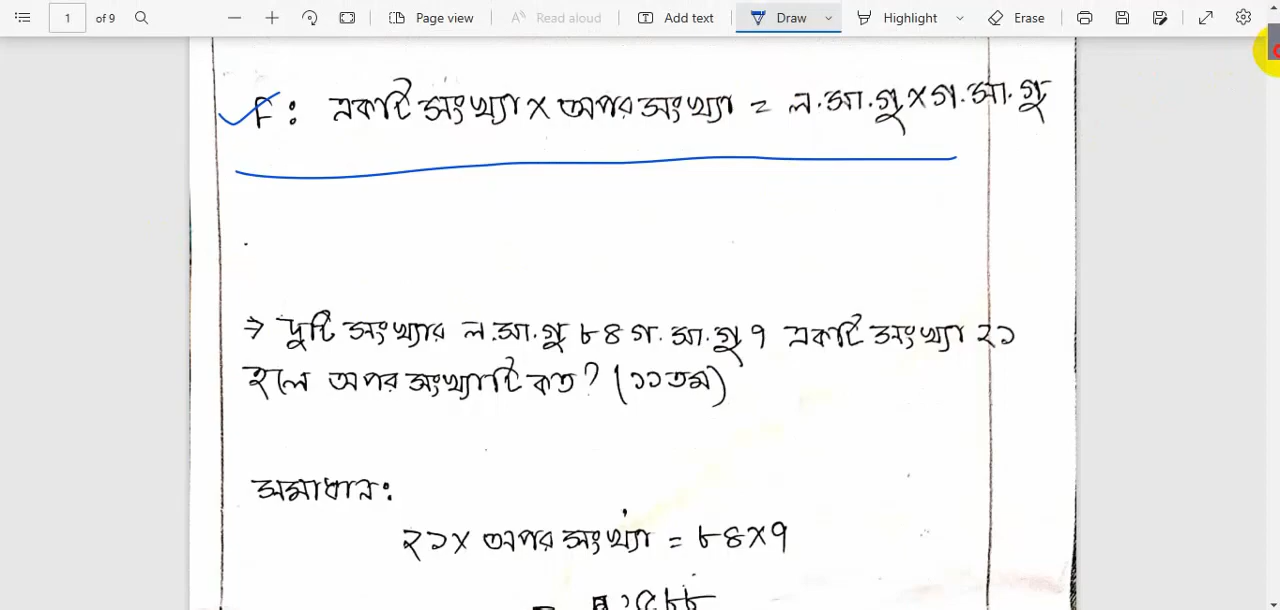 1 of 9 Page view Read aloud Add text Draw Highlight Erase
F: একটি সংখ্যা × অপর সংখ্যা = ল.সা.গু × গ.সা.গু
⇒ দুটি সংখ্যার ল.সা.গু ৮৪ গ.সা.গু ৭ একটি সংখ্যা ২১
হলে অপর সংখ্যাটি কত? (১১তম)
সমাধান:
২১ × অপর সংখ্যা = ৮৪ × ৭